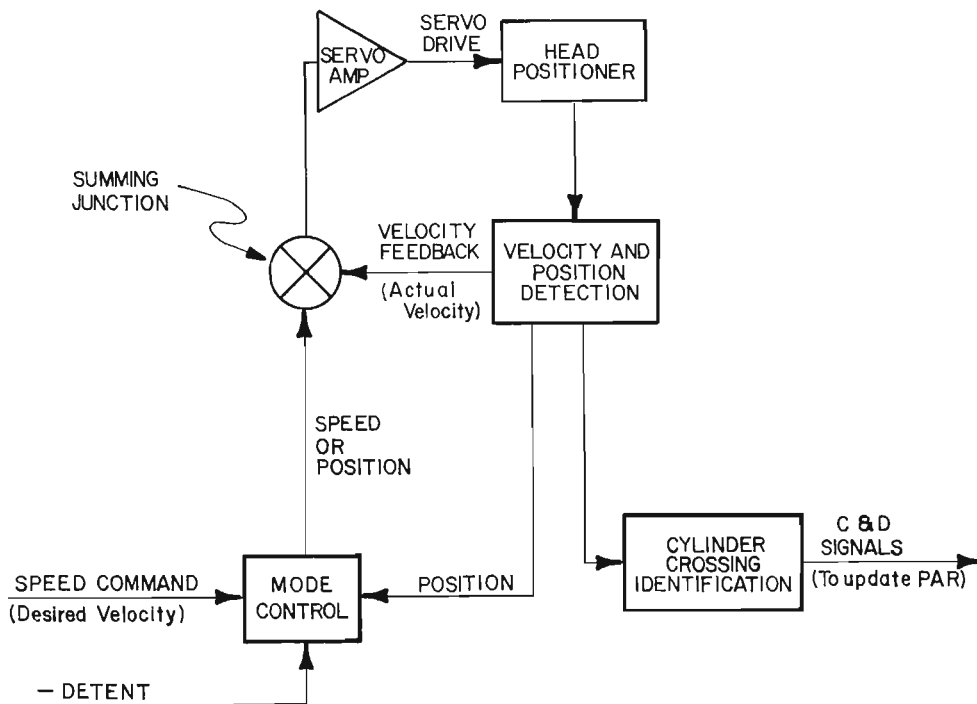 SERVO
AMP
SERVO
DRIVE
HEAD
POSITIONER
SUMMING
JUNCTION
VELOCITY
FEEDBACK
(Actual
Velocity)
VELOCITY AND
POSITION
DETECTION
SPEED
OR
POSITION
SPEED COMMAND
(Desired Velocity)
MODE
CONTROL
POSITION
CYLINDER
CROSSING
IDENTIFICATION
C & D
SIGNALS
(To update PAR)
— DETENT